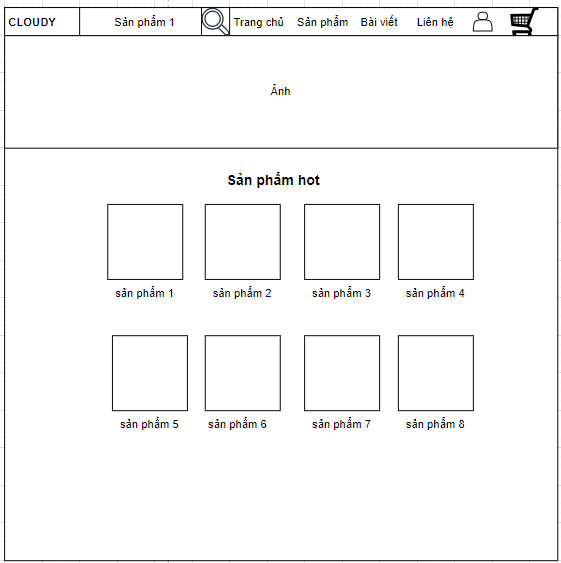 CLOUDY Sản phẩm 1 Trang chủ Sản phẩm Bài viết Liên hệ
Ảnh
Sản phẩm hot
sản phẩm 1 sản phẩm 2 sản phẩm 3 sản phẩm 4
sản phẩm 5 sản phẩm 6 sản phẩm 7 sản phẩm 8